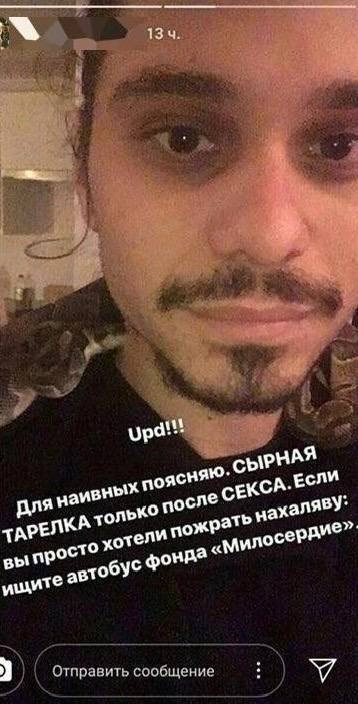 13 ч.
Upd!!!
Для наивных поясняю. СЫРНАЯ
ТАРЕЛКА только после СЕКСА. Если
вы просто хотели пожрать нахаляву:
ищите автобус фонда «Милосердие».
Отправить сообщение